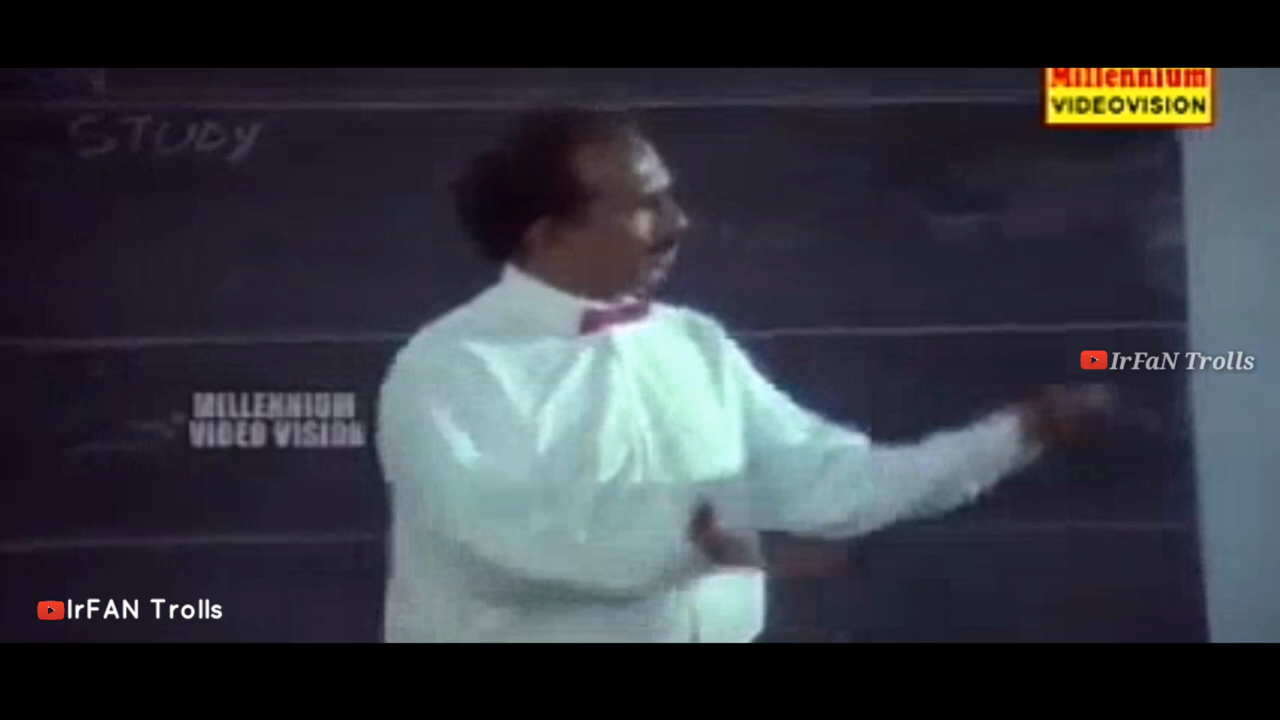 Millennium
VIDEOVISION
STUDY
IrFaN Trolls
MILLENNIUM
VIDEO VISION
IrFAN Trolls